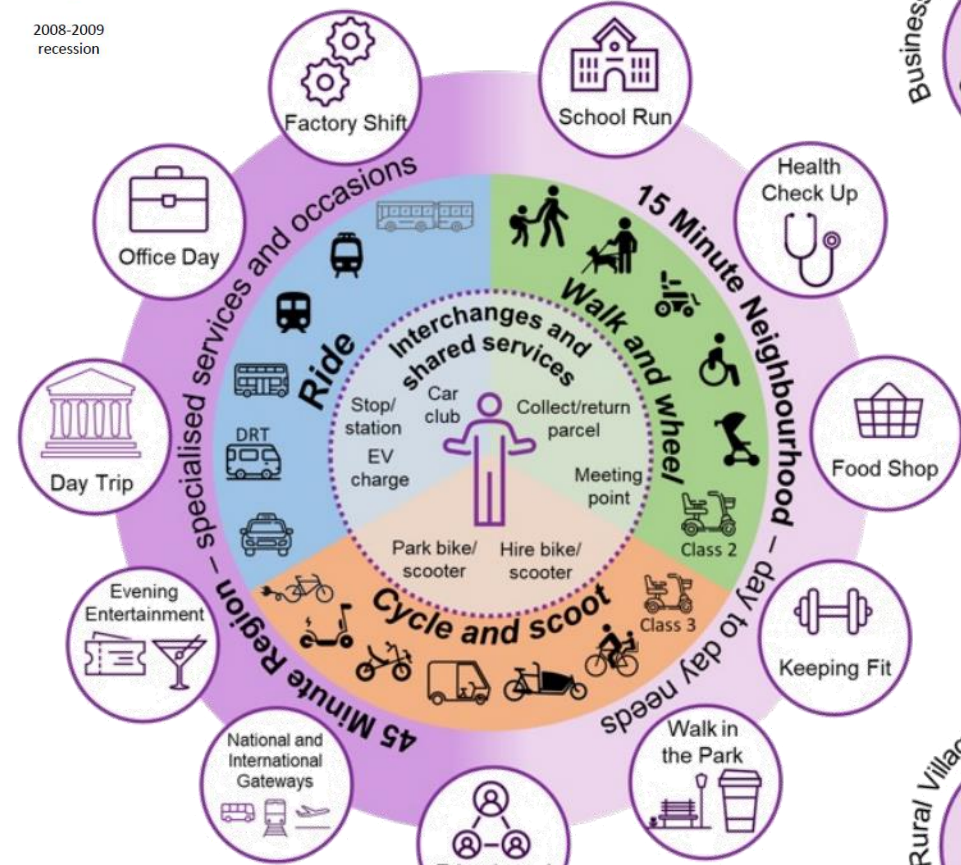 2008-2009
recession
Business
Factory Shift
School Run
Office Day
Health
Check Up
45 Minute Region – specialised services and occasions
15 Minute Neighbourhood – day to day needs
Ride
Walk and wheel
Cycle and scoot
Interchanges and
shared services
Stop/
station
Car
club
EV
charge
Collect/return
parcel
Meeting
point
Park bike/
scooter
Hire bike/
scooter
DRT
Class 2
Class 3
Day Trip
Food Shop
Evening
Entertainment
Keeping Fit
National and
International
Gateways
Walk in
the Park
Rural